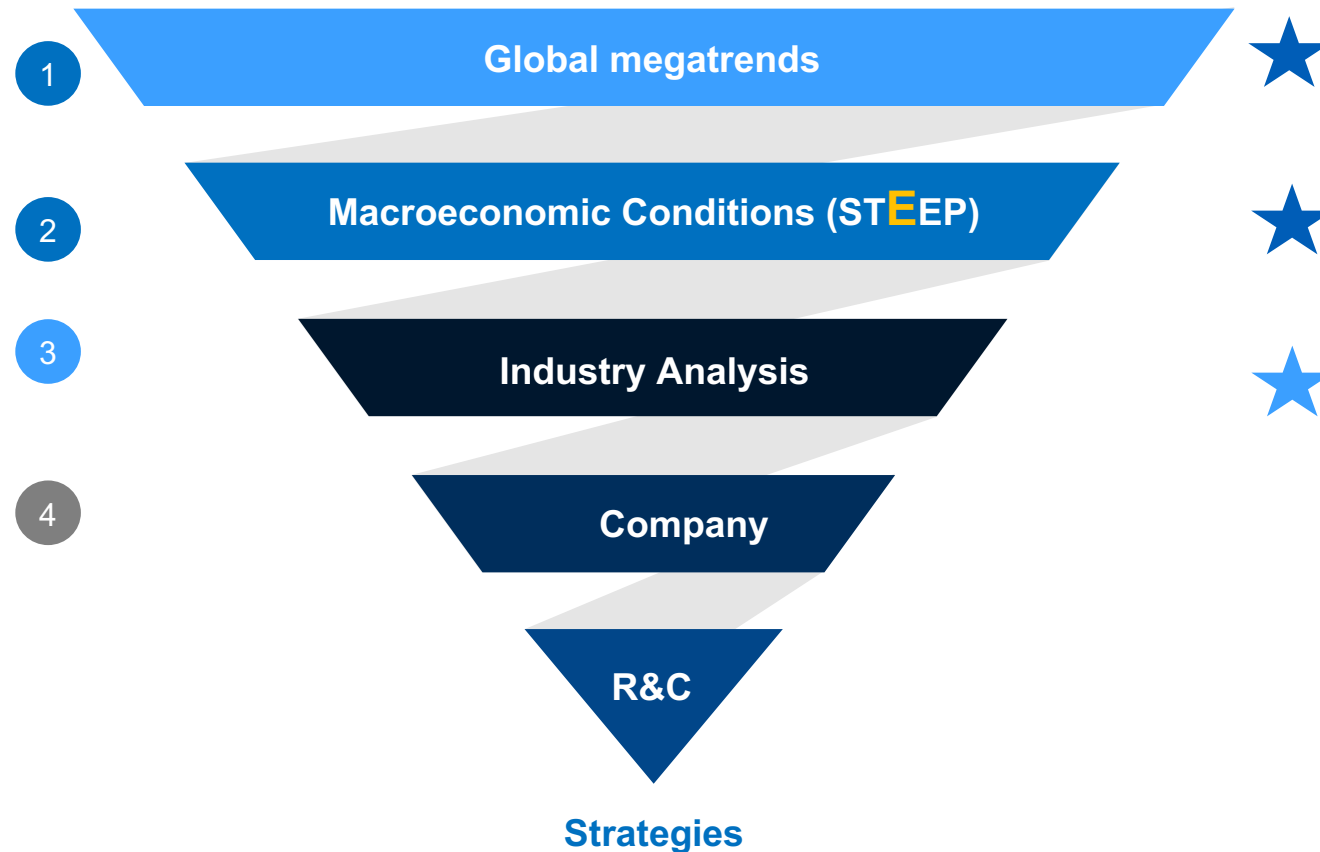 1
Global megatrends
2
Macroeconomic Conditions (STEEP)
3
Industry Analysis
4
Company
R&C
Strategies